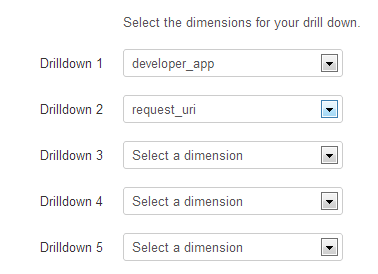 Select the dimensions for your drill down.
Drilldown 1 developer_app
Drilldown 2 request_uri
Drilldown 3 Select a dimension
Drilldown 4 Select a dimension
Drilldown 5 Select a dimension